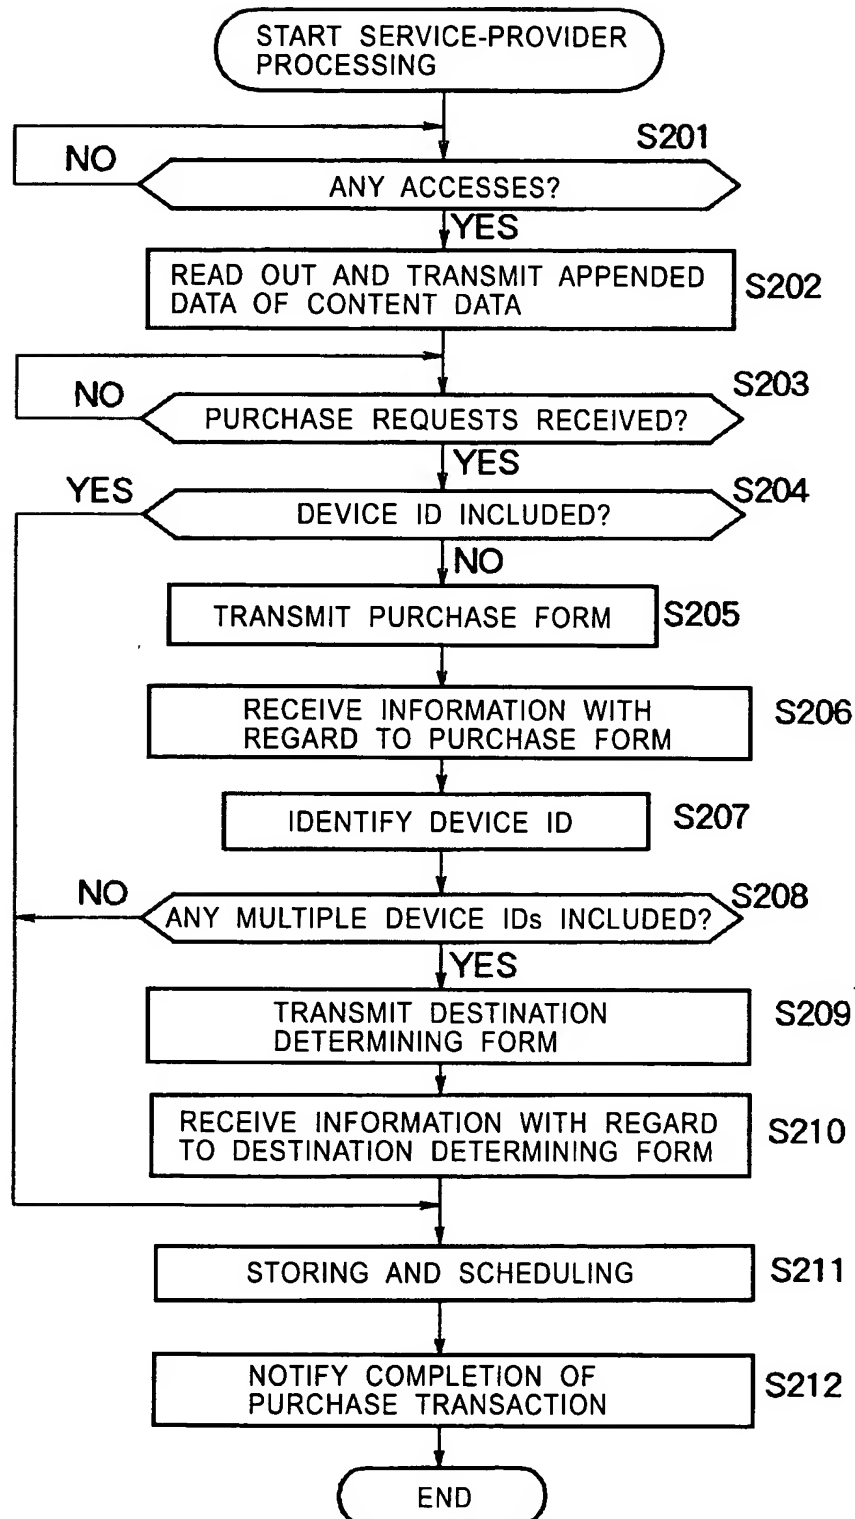 START SERVICE-PROVIDER
PROCESSING
S201
NO
ANY ACCESSES?
YES
READ OUT AND TRANSMIT APPENDED
DATA OF CONTENT DATA
S202
S203
NO
PURCHASE REQUESTS RECEIVED?
YES
YES
S204
DEVICE ID INCLUDED?
NO
TRANSMIT PURCHASE FORM
S205
RECEIVE INFORMATION WITH
REGARD TO PURCHASE FORM
S206
IDENTIFY DEVICE ID
S207
NO
S208
ANY MULTIPLE DEVICE IDs INCLUDED?
YES
TRANSMIT DESTINATION
DETERMINING FORM
S209
RECEIVE INFORMATION WITH REGARD
TO DESTINATION DETERMINING FORM
S210
STORING AND SCHEDULING
S211
NOTIFY COMPLETION OF
PURCHASE TRANSACTION
S212
END